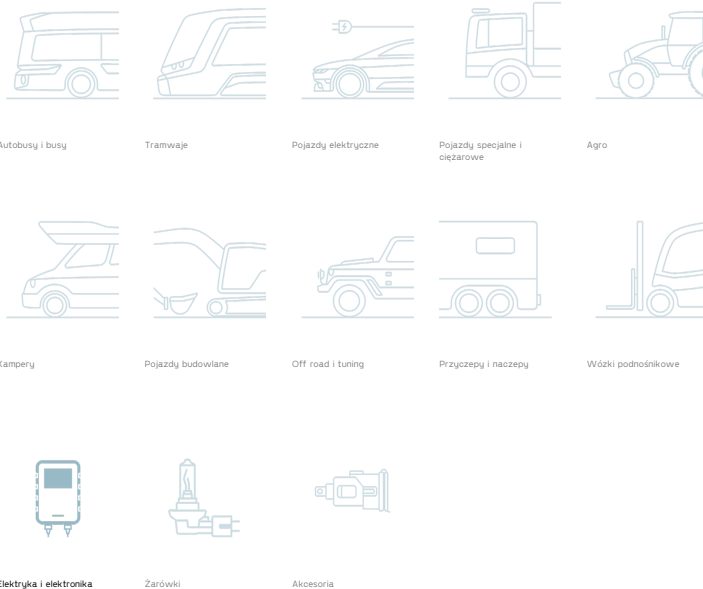 Autobusy i busy
Tramwaje
Pojazdy elektryczne
Pojazdy specjalne i
ciężarowe
Agro
Kampery
Pojazdy budowlane
Off road i tuning
Przyczepy i naczepy
Wózki podnośnikowe
Elektryka i elektronika
Żarówki
Akcesoria